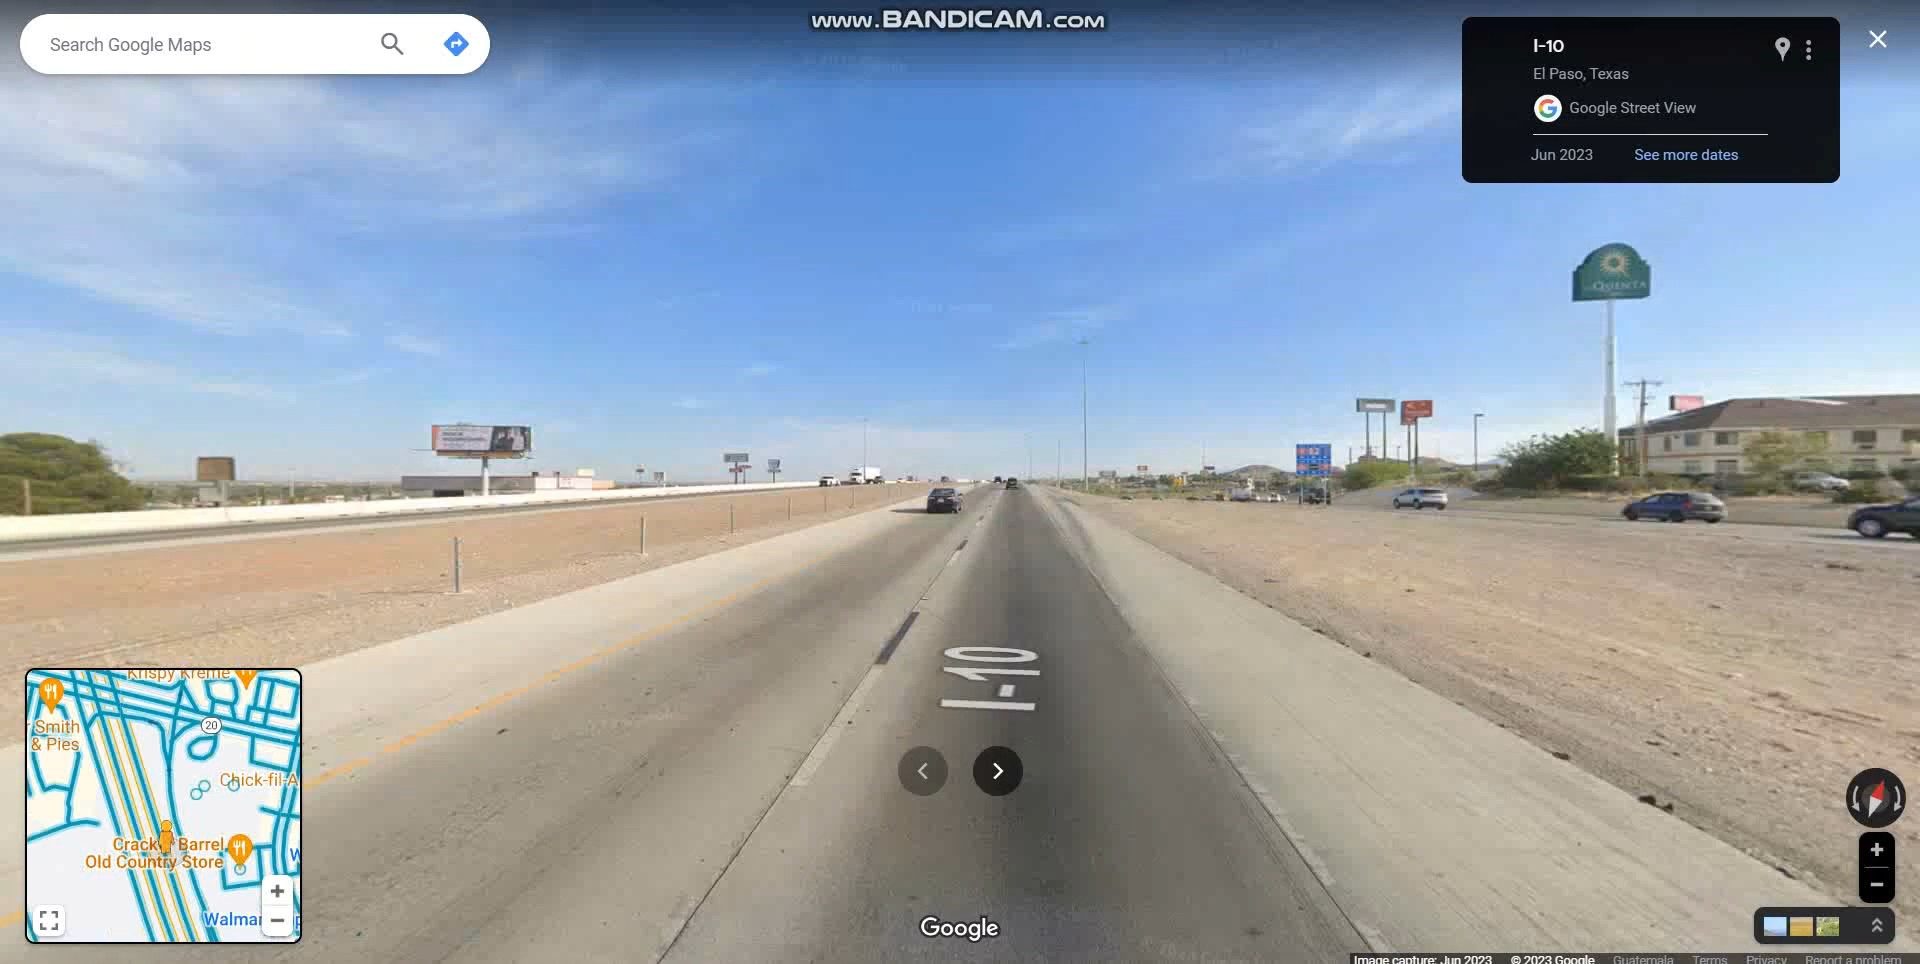 www.BANDICAM.com
Search Google Maps
I-10
El Paso, Texas
Google Street View
Jun 2023
See more dates
QUINTA
I-10
Krispy Kreme
20
Smith
& Pies
Chick-fil-A
Cracker Barrel
Old Country Store
W
Walmar
Google
Image capture: Jun 2023
© 2023 Google
Guatemala
Terms
Privacy
Report a problem